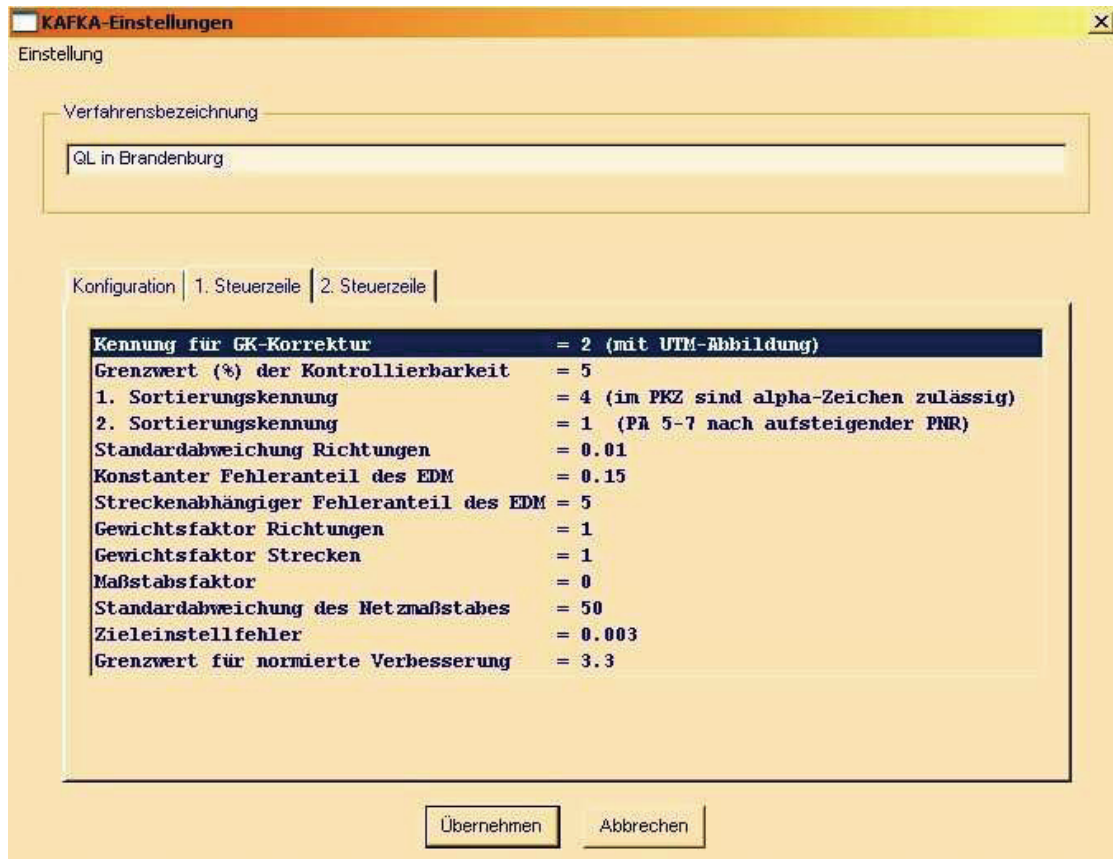 KAFKA-Einstellungen
Einstellung
Verfahrensbezeichnung
QL in Brandenburg
Konfiguration 1. Steuerzeile 2. Steuerzeile
Kennung für GK-Korrektur = 2 (mit UTM-Abbildung)
Grenzwert (%) der Kontrollierbarkeit = 5
1. Sortierungskennung = 4 (im PKZ sind alpha-Zeichen zulässig)
2. Sortierungskennung = 1 (PA 5-7 nach aufsteigender PNR)
Standardabweichung Richtungen = 0.01
Konstanter Fehleranteil des EDM = 0.15
Streckenabhängiger Fehleranteil des EDM = 5
Gewichtsfaktor Richtungen = 1
Gewichtsfaktor Strecken = 1
Maßstabsfaktor = 0
Standardabweichung des Netzmaßstabes = 50
Zieleinstellfehler = 0.003
Grenzwert für normierte Verbesserung = 3.3
Übernehmen Abbrechen